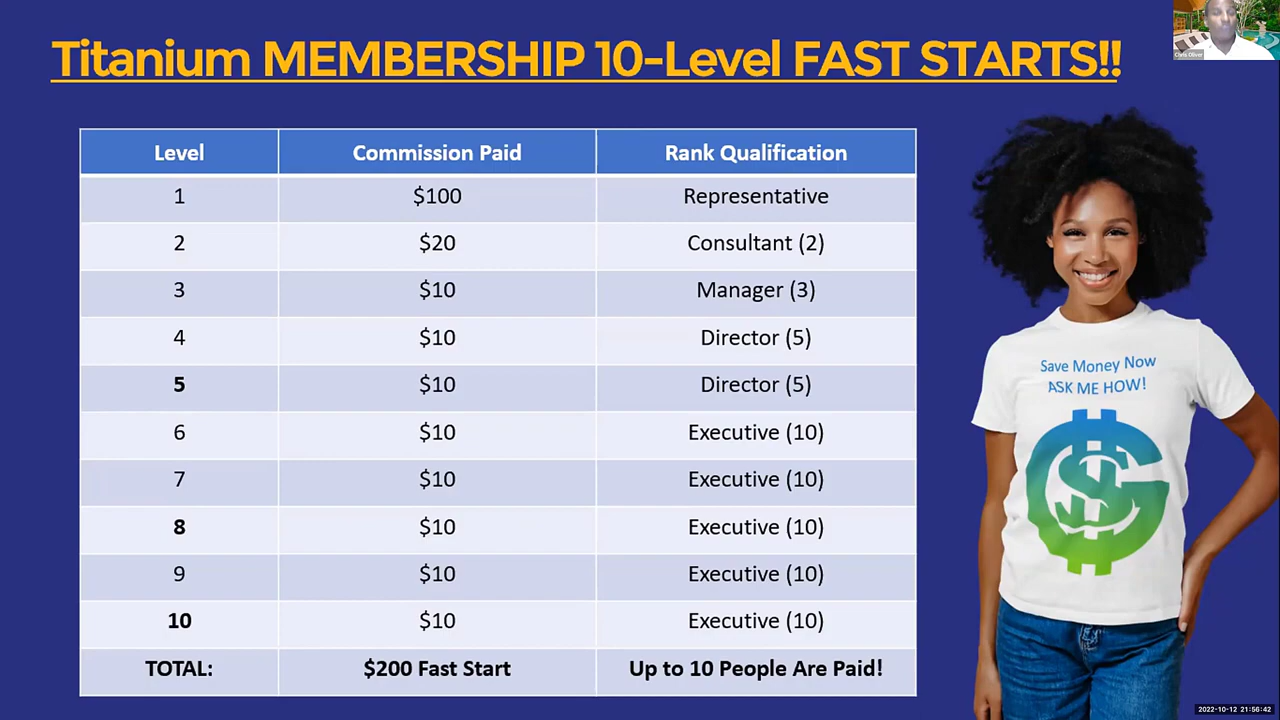 Titanium MEMBERSHIP 10-Level FAST STARTS!!
Chris Oliver
Level Commission Paid Rank Qualification
1 $100 Representative
2 $20 Consultant (2)
3 $10 Manager (3)
4 $10 Director (5)
5 $10 Director (5)
6 $10 Executive (10)
7 $10 Executive (10)
8 $10 Executive (10)
9 $10 Executive (10)
10 $10 Executive (10)
TOTAL: $200 Fast Start Up to 10 People Are Paid!
Save Money Now
ASK ME HOW!
2022-10-12 21:56:42